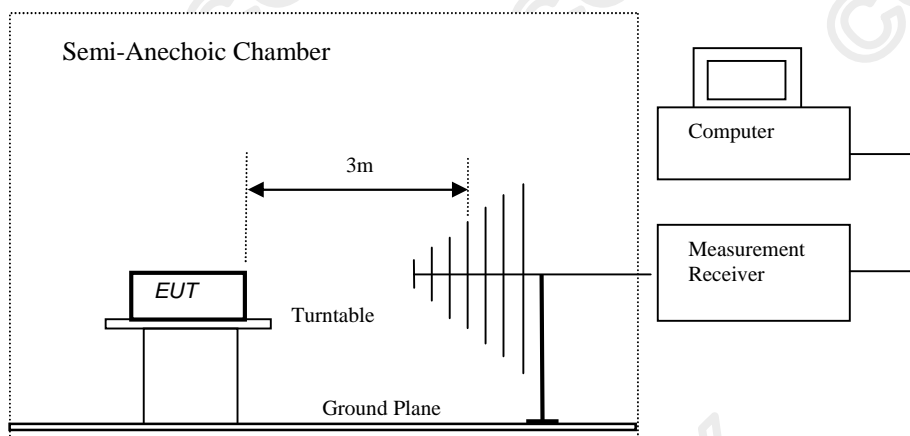 Semi-Anechoic Chamber
Computer
3m
Measurement
Receiver
EUT
Turntable
Ground Plane